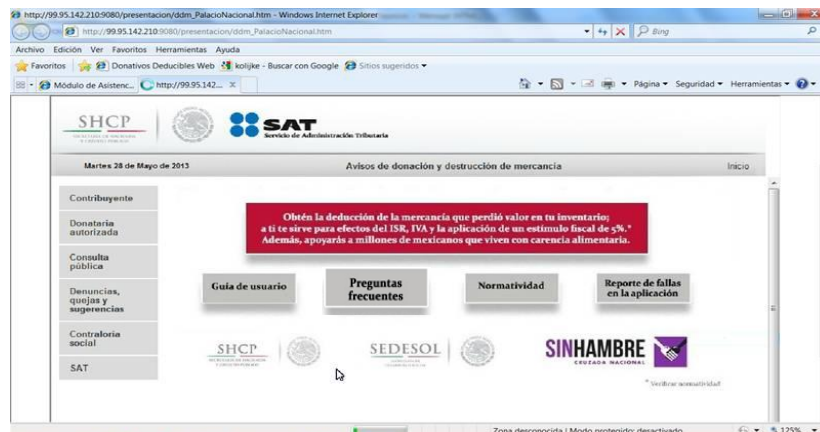 http://99.95.142.210:9080/presentacion/ddm_PalacioNacional.htm - Windows Internet Explorer
http://99.95.142.210:9080/presentacion/ddm_PalacioNacional.htm
Bing
Archivo Edición Ver Favoritos Herramientas Ayuda
Favoritos Donativos Deducibles Web kolijke - Buscar con Google Sitios sugeridos
Módulo de Asistenc... http://99.95.142... X
Página Seguridad Herramientas
SHCP
SAT
Servicio de Administración Tributaria
Martes 28 de Mayo de 2013
Avisos de donación y destrucción de mercancía
Inicio
Contribuyente
Donataria
autorizada
Consulta
pública
Denuncias,
quejas y
sugerencias
Contraloría
social
SAT
Obtén la deducción de la mercancía que perdió valor en tu inventario;
a ti te sirve para efectos del ISR, IVA y la aplicación de un estímulo fiscal de 5%.*
Además, apoyarás a millones de mexicanos que viven con carencia alimentaria.
Guía de usuario
Preguntas
frecuentes
Normatividad
Reporte de fallas
en la aplicación
SHCP
SEDESOL
SINHAMBRE
CRUZADA NACIONAL
* Verificar normatividad
Zona desconocida | Modo protegido: desactivado
125%